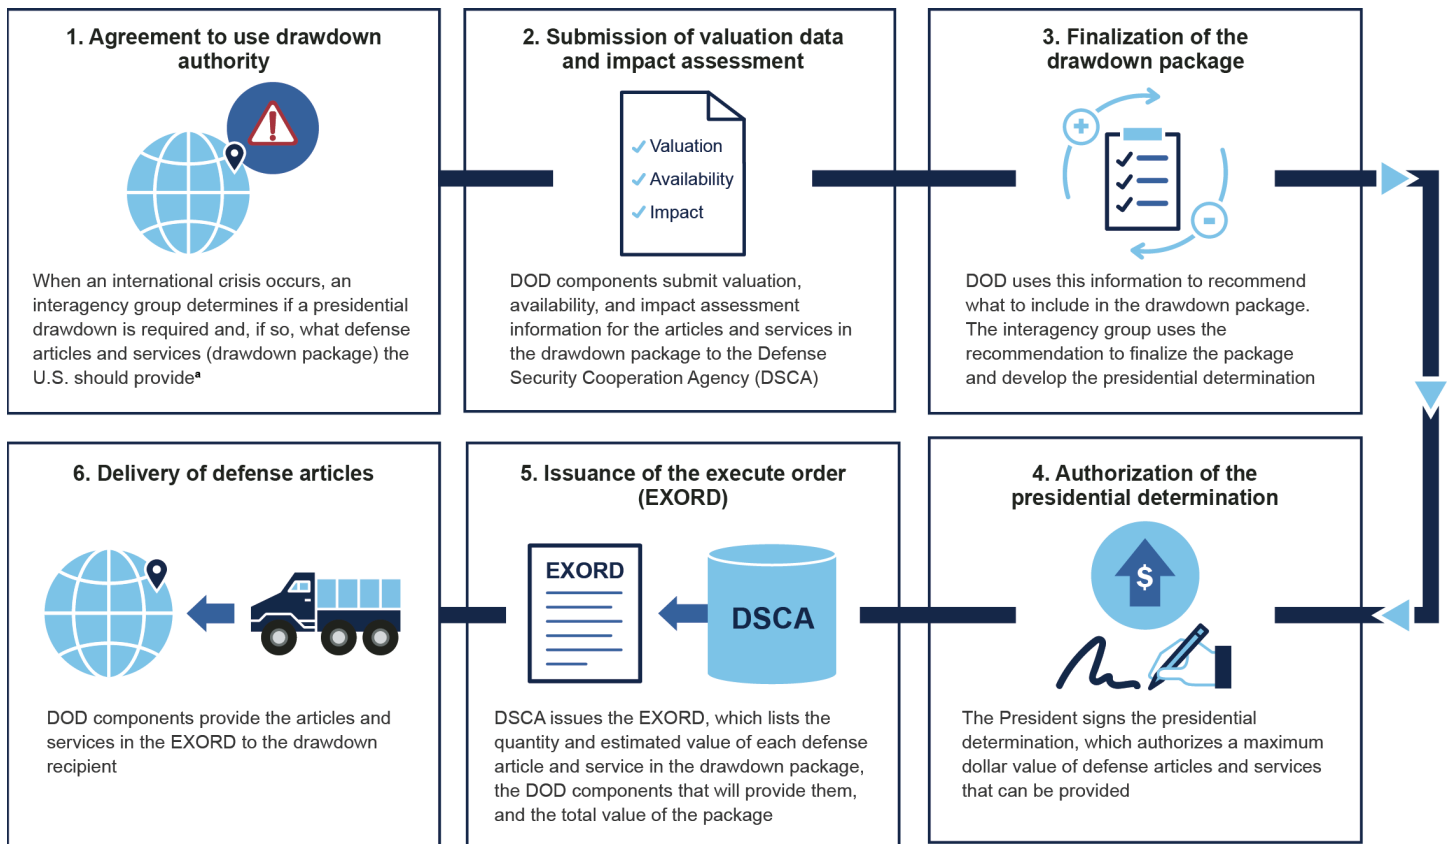 1. Agreement to use drawdown
authority
When an international crisis occurs, an
interagency group determines if a presidential
drawdown is required and, if so, what defense
articles and services (drawdown package) the
U.S. should provideᵃ
2. Submission of valuation data
and impact assessment
Valuation
Availability
Impact
DOD components submit valuation,
availability, and impact assessment
information for the articles and services in
the drawdown package to the Defense
Security Cooperation Agency (DSCA)
3. Finalization of the
drawdown package
+
-
DOD uses this information to recommend
what to include in the drawdown package.
The interagency group uses the
recommendation to finalize the package
and develop the presidential determination
4. Authorization of the
presidential determination
$
The President signs the presidential
determination, which authorizes a maximum
dollar value of defense articles and services
that can be provided
5. Issuance of the execute order
(EXORD)
EXORD
DSCA
DSCA issues the EXORD, which lists the
quantity and estimated value of each defense
article and service in the drawdown package,
the DOD components that will provide them,
and the total value of the package
6. Delivery of defense articles
DOD components provide the articles and
services in the EXORD to the drawdown
recipient